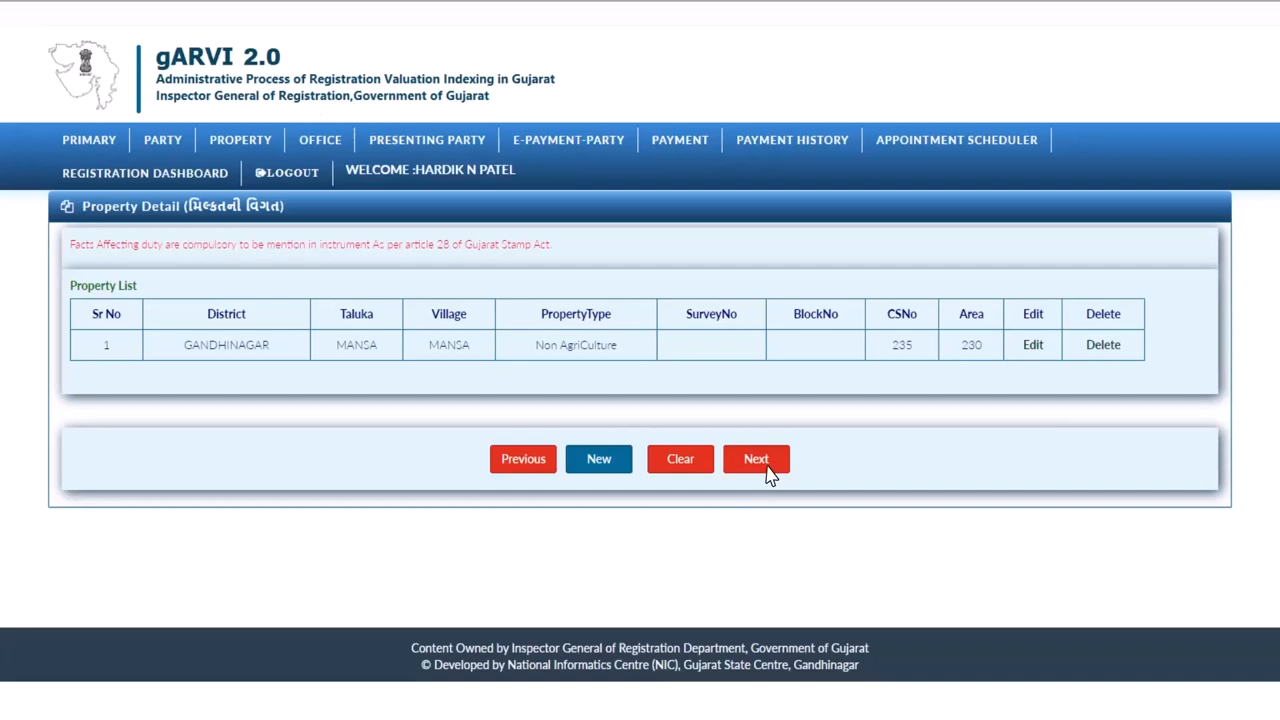 gARVI 2.0
Administrative Process of Registration Valuation Indexing in Gujarat
Inspector General of Registration,Government of Gujarat
PRIMARY PARTY PROPERTY OFFICE PRESENTING PARTY E-PAYMENT-PARTY PAYMENT PAYMENT HISTORY APPOINTMENT SCHEDULER
REGISTRATION DASHBOARD LOGOUT WELCOME :HARDIK N PATEL
Property Detail (મિલ્કતની વિગત)
Facts Affecting duty are compulsory to be mention in instrument As per article 28 of Gujarat Stamp Act.
Property List
Sr No District Taluka Village PropertyType SurveyNo BlockNo CSNo Area Edit Delete
1 GANDHINAGAR MANSA MANSA Non AgriCulture 235 230 Edit Delete
Previous New Clear Next
Content Owned by Inspector General of Registration Department, Government of Gujarat
© Developed by National Informatics Centre (NIC), Gujarat State Centre, Gandhinagar